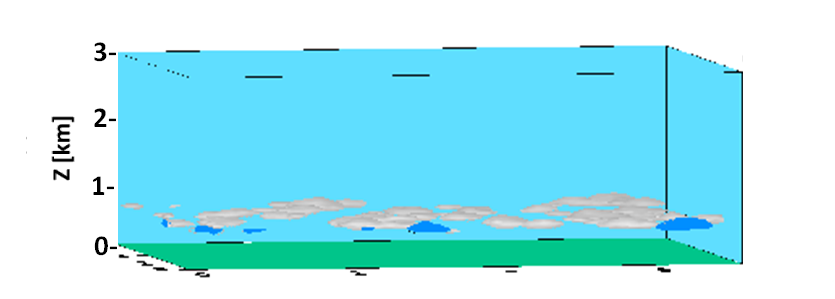 3-
2-
1-
0-
Z [km]